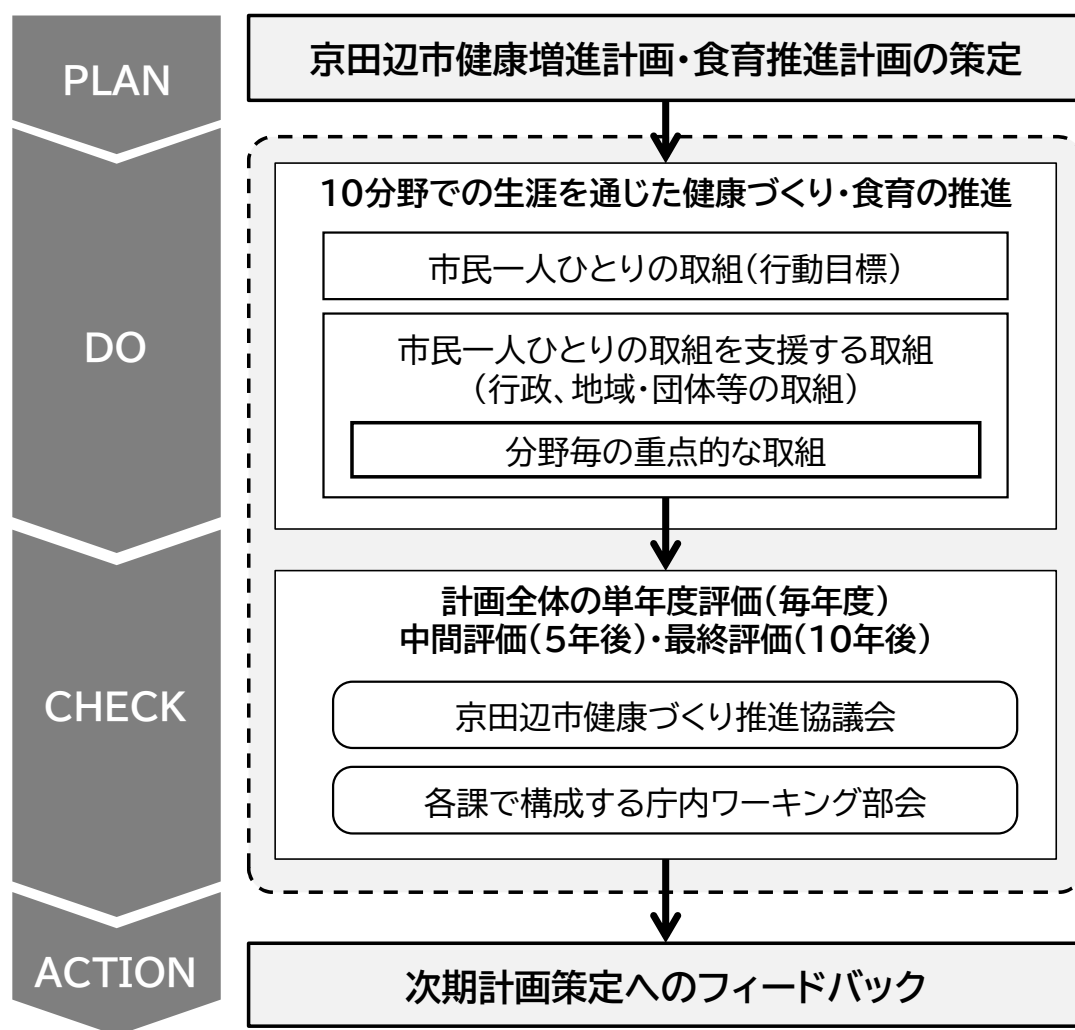 PLAN
京田辺市健康増進計画・食育推進計画の策定
DO
10分野での生涯を通じた健康づくり・食育の推進
市民一人ひとりの取組(行動目標)
市民一人ひとりの取組を支援する取組
(行政、地域・団体等の取組)
分野毎の重点的な取組
CHECK
計画全体の単年度評価(毎年度)
中間評価(5年後)・最終評価(10年後)
京田辺市健康づくり推進協議会
各課で構成する庁内ワーキング部会
ACTION
次期計画策定へのフィードバック